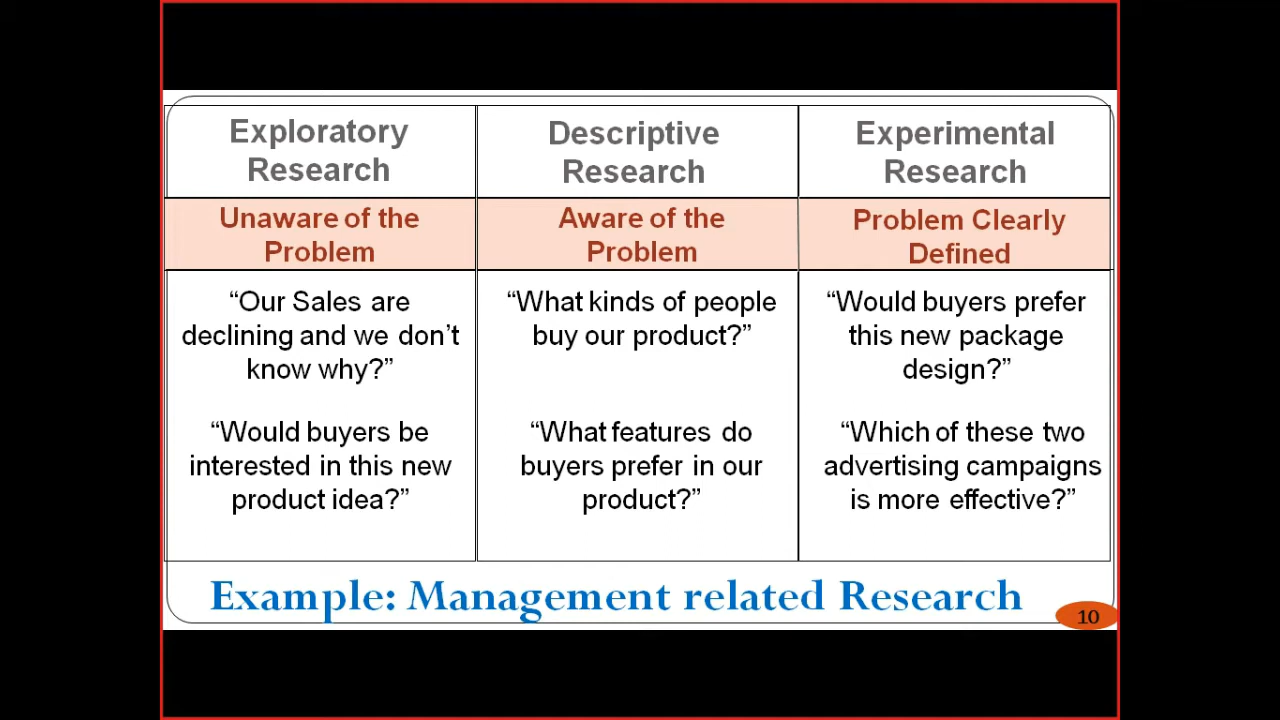 Exploratory
Research
Descriptive
Research
Experimental
Research
Unaware of the
Problem
Aware of the
Problem
Problem Clearly
Defined
“Our Sales are
declining and we don’t
know why?”
“Would buyers be
interested in this new
product idea?”
“What kinds of people
buy our product?”
“What features do
buyers prefer in our
product?”
“Would buyers prefer
this new package
design?”
“Which of these two
advertising campaigns
is more effective?”
Example: Management related Research
10